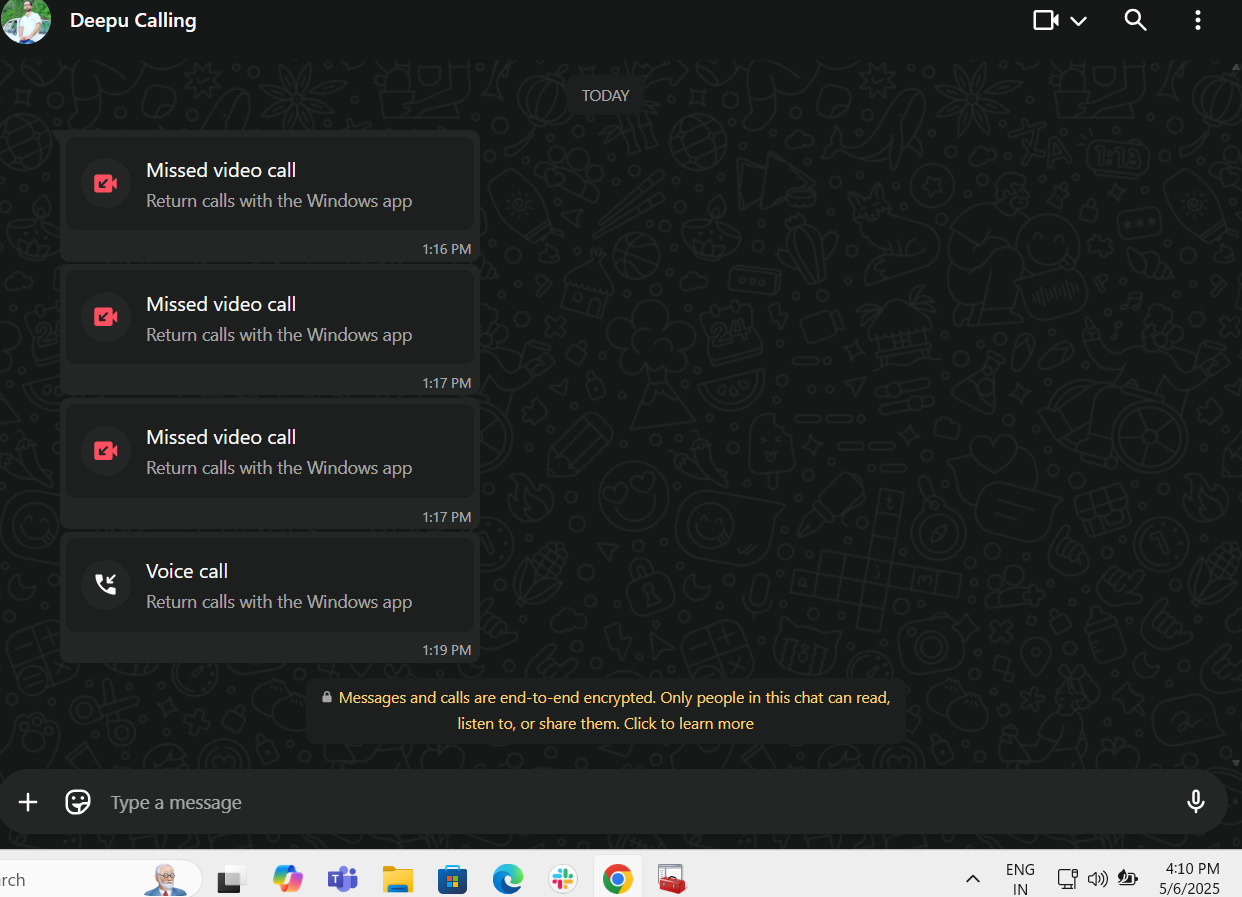 Deepu Calling
TODAY
Missed video call
Return calls with the Windows app
1:16 PM
Missed video call
Return calls with the Windows app
1:17 PM
Missed video call
Return calls with the Windows app
1:17 PM
Voice call
Return calls with the Windows app
1:19 PM
Messages and calls are end-to-end encrypted. Only people in this chat can read,
listen to, or share them. Click to learn more
Type a message
rch
ENG
IN
4:10 PM
5/6/2025